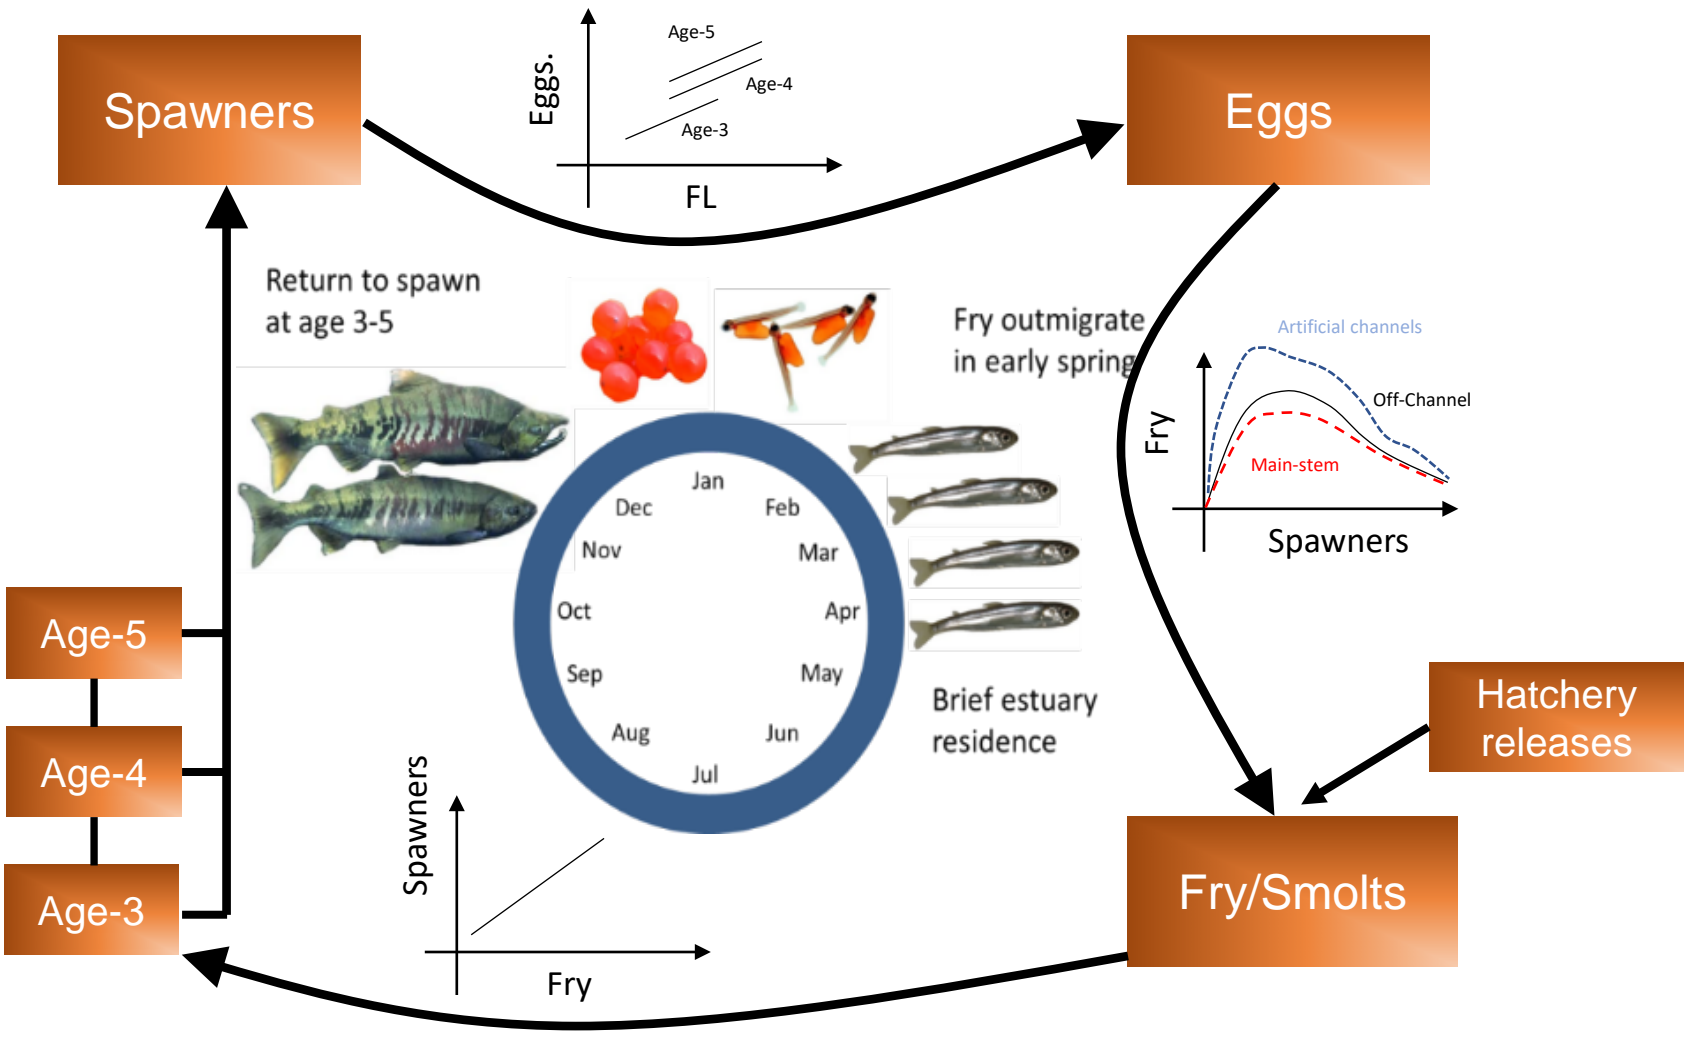 Spawners
Eggs.
Age-5
Age-4
Age-3
FL
Eggs
Return to spawn
at age 3-5
Fry outmigrate
in early spring
Artificial channels
Off-Channel
Main-stem
Fry
Spawners
Jan
Feb
Mar
Apr
May
Jun
Jul
Aug
Sep
Oct
Nov
Dec
Brief estuary
residence
Age-5
Age-4
Age-3
Spawners
Fry
Hatchery
releases
Fry/Smolts